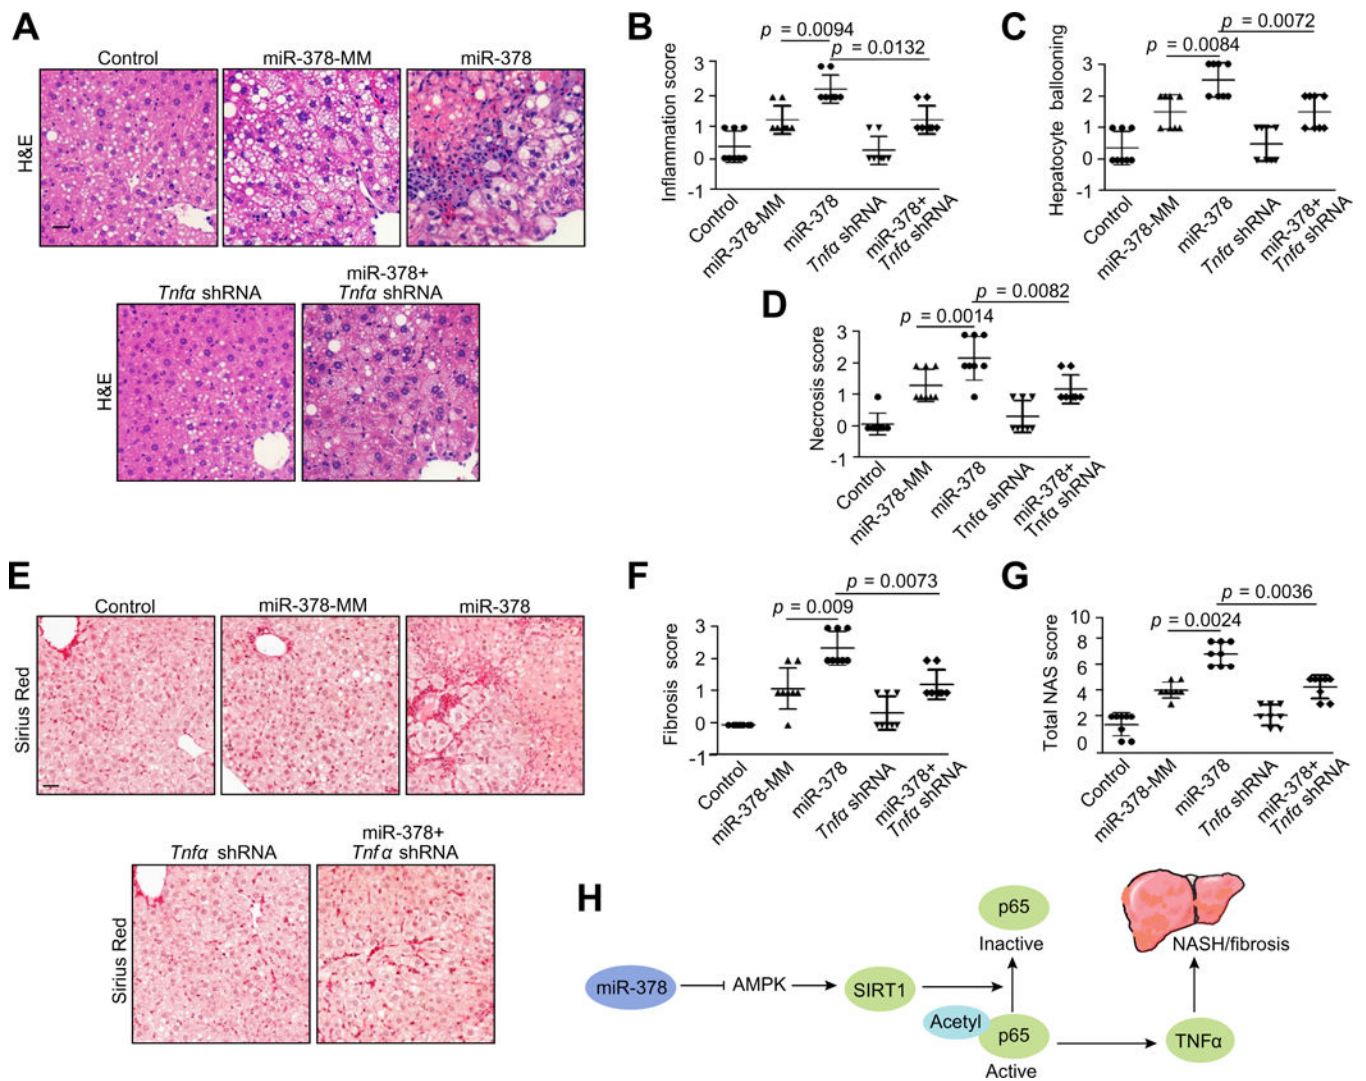 A
Control
miR-378-MM
miR-378
H&E
Tnfα shRNA
miR-378+
Tnfα shRNA
H&E
B
p = 0.0094
p = 0.0132
Inflammation score
3
2
1
0
-1
Control
miR-378-MM
miR-378
Tnfα shRNA
miR-378+
Tnfα shRNA
C
p = 0.0072
p = 0.0084
Hepatocyte ballooning
3
2
1
0
-1
Control
miR-378-MM
miR-378
Tnfα shRNA
miR-378+
Tnfα shRNA
D
p = 0.0082
p = 0.0014
Necrosis score
3
2
1
0
-1
Control
miR-378-MM
miR-378
Tnfα shRNA
miR-378+
Tnfα shRNA
E
Control
miR-378-MM
miR-378
Sirius Red
Tnfα shRNA
miR-378+
Tnfα shRNA
Sirius Red
F
p = 0.0073
p = 0.009
Fibrosis score
3
2
1
0
-1
Control
miR-378-MM
miR-378
Tnfα shRNA
miR-378+
Tnfα shRNA
G
p = 0.0036
p = 0.0024
Total NAS score
10
8
6
4
2
0
Control
miR-378-MM
miR-378
Tnfα shRNA
miR-378+
Tnfα shRNA
H
p65
Inactive
NASH/fibrosis
miR-378
AMPK
SIRT1
Acetyl
p65
Active
TNFα